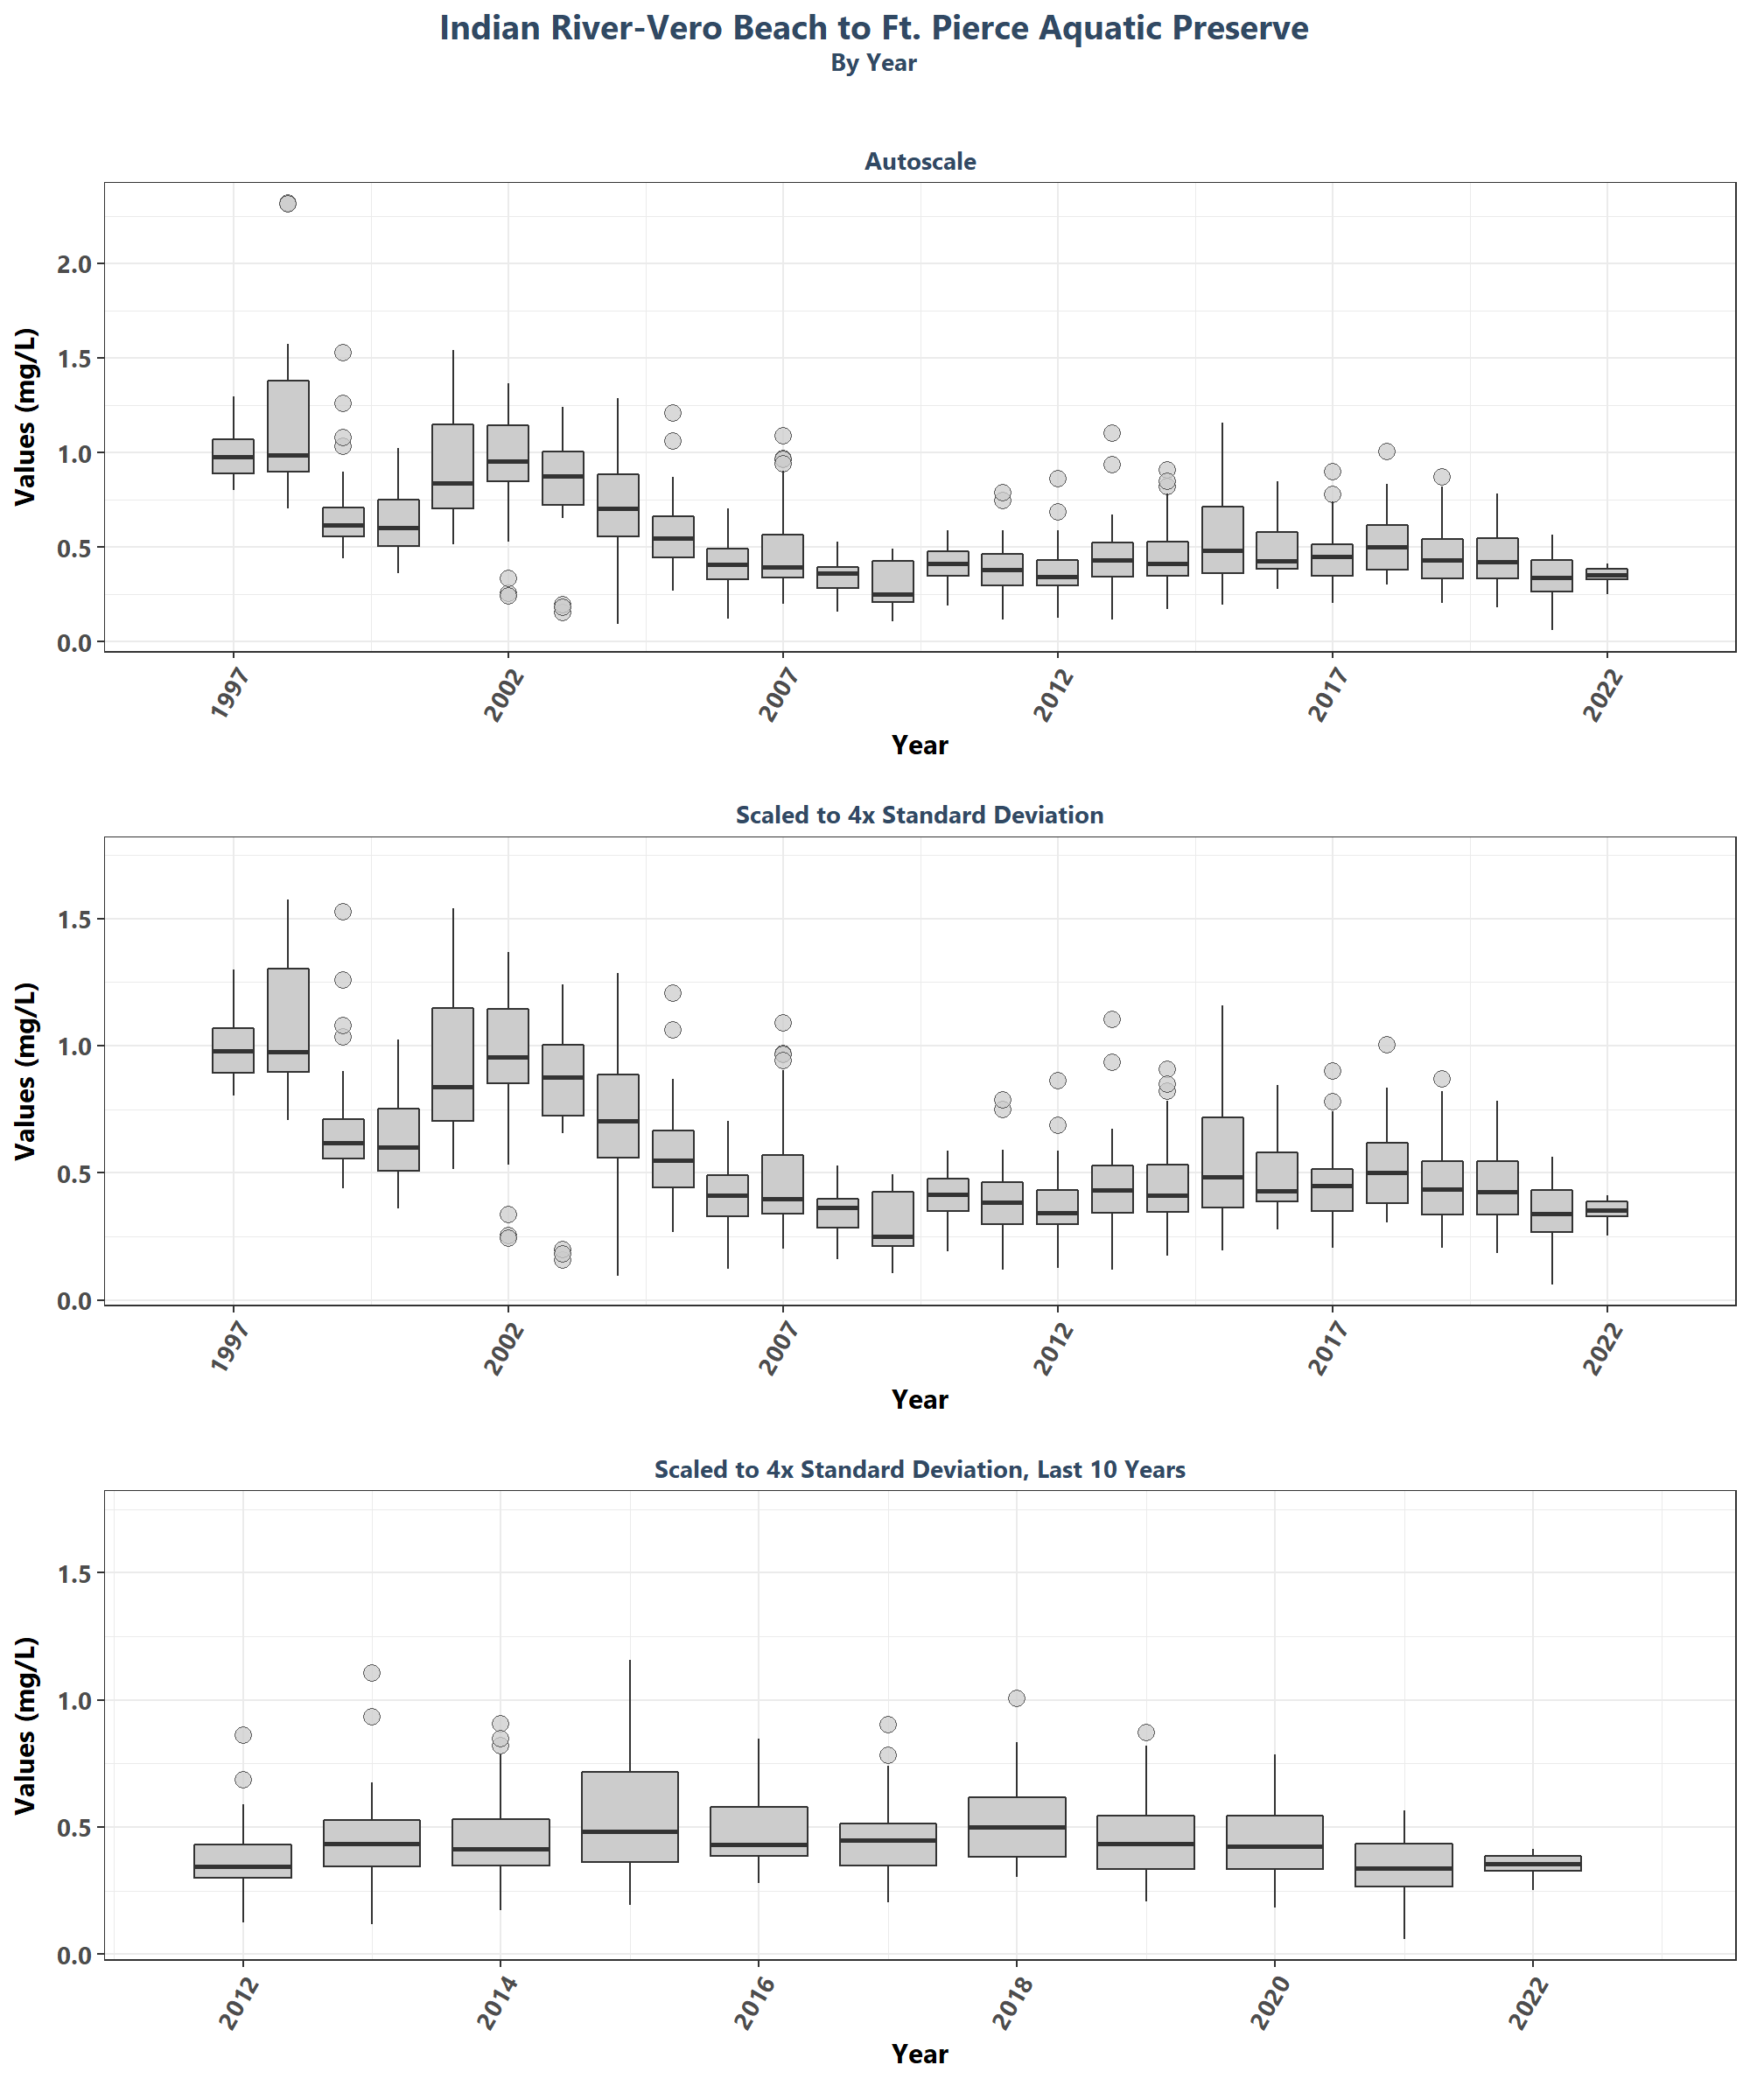 Indian River-Vero Beach to Ft. Pierce Aquatic Preserve
By Year
Autoscale
Values (mg/L)
2.0
1.5
1.0
0.5
0.0
1997 2002 2007 2012 2017 2022
Year
Scaled to 4x Standard Deviation
Values (mg/L)
1.5
1.0
0.5
0.0
1997 2002 2007 2012 2017 2022
Year
Scaled to 4x Standard Deviation, Last 10 Years
Values (mg/L)
1.5
1.0
0.5
0.0
2012 2014 2016 2018 2020 2022
Year